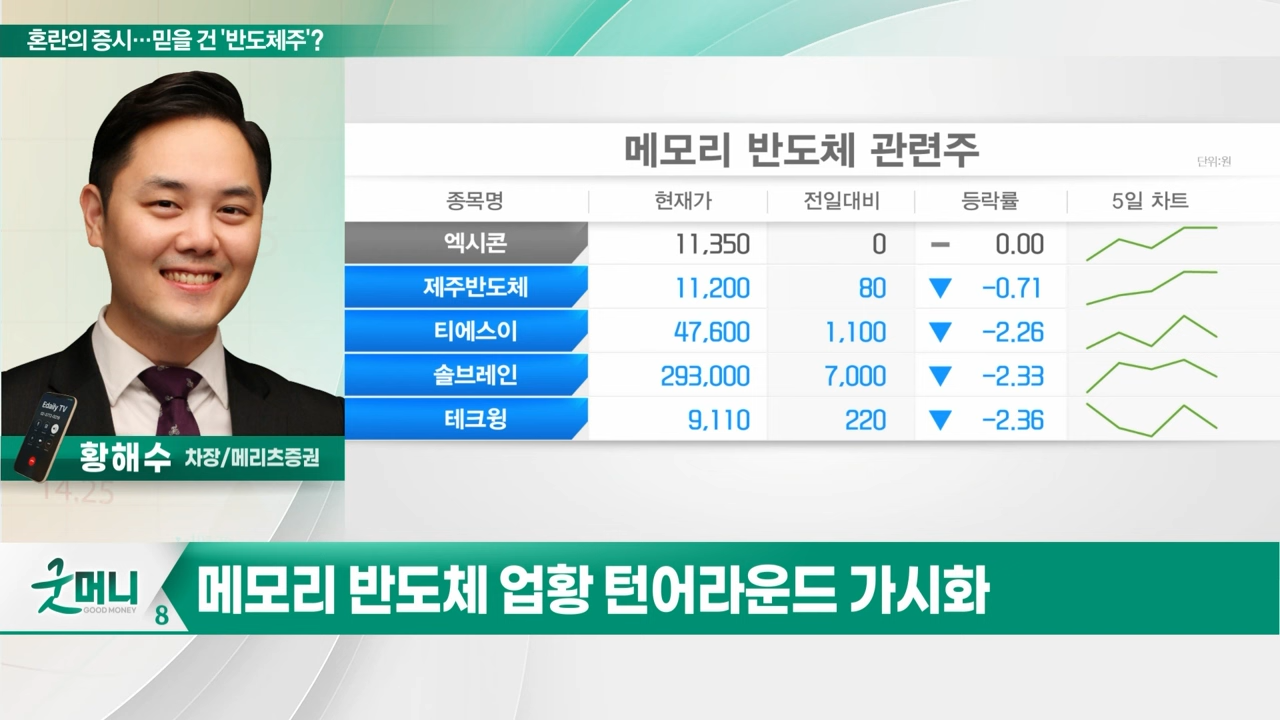 혼란의 증시…믿을 건 '반도체주'?
메모리 반도체 관련주
단위:원
종목명 현재가 전일대비 등락률 5일 차트
엑시콘 11,350 0 0.00
제주반도체 11,200 80 ▼ -0.71
티에스이 47,600 1,100 ▼ -2.26
솔브레인 293,000 7,000 ▼ -2.33
테크윙 9,110 220 ▼ -2.36
Edaily TV
황해수 차장/메리츠증권
14.25
굿머니
GOOD MONEY
8
메모리 반도체 업황 턴어라운드 가시화